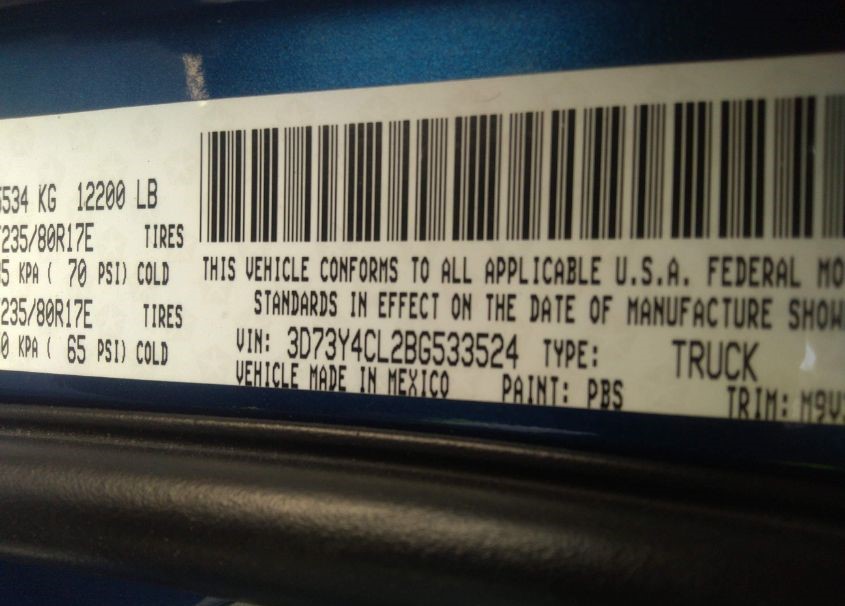 534 KG 12200 LB
235/80R17E TIRES
5 KPA ( 70 PSI) COLD
235/80R17E TIRES
0 KPA ( 65 PSI) COLD
THIS VEHICLE CONFORMS TO ALL APPLICABLE U.S.A. FEDERAL MO
STANDARDS IN EFFECT ON THE DATE OF MANUFACTURE SHOW
VIN: 3D73Y4CL2BG533524 TYPE: TRUCK
VEHICLE MADE IN MEXICO PAINT: PBS TRIM: M9V